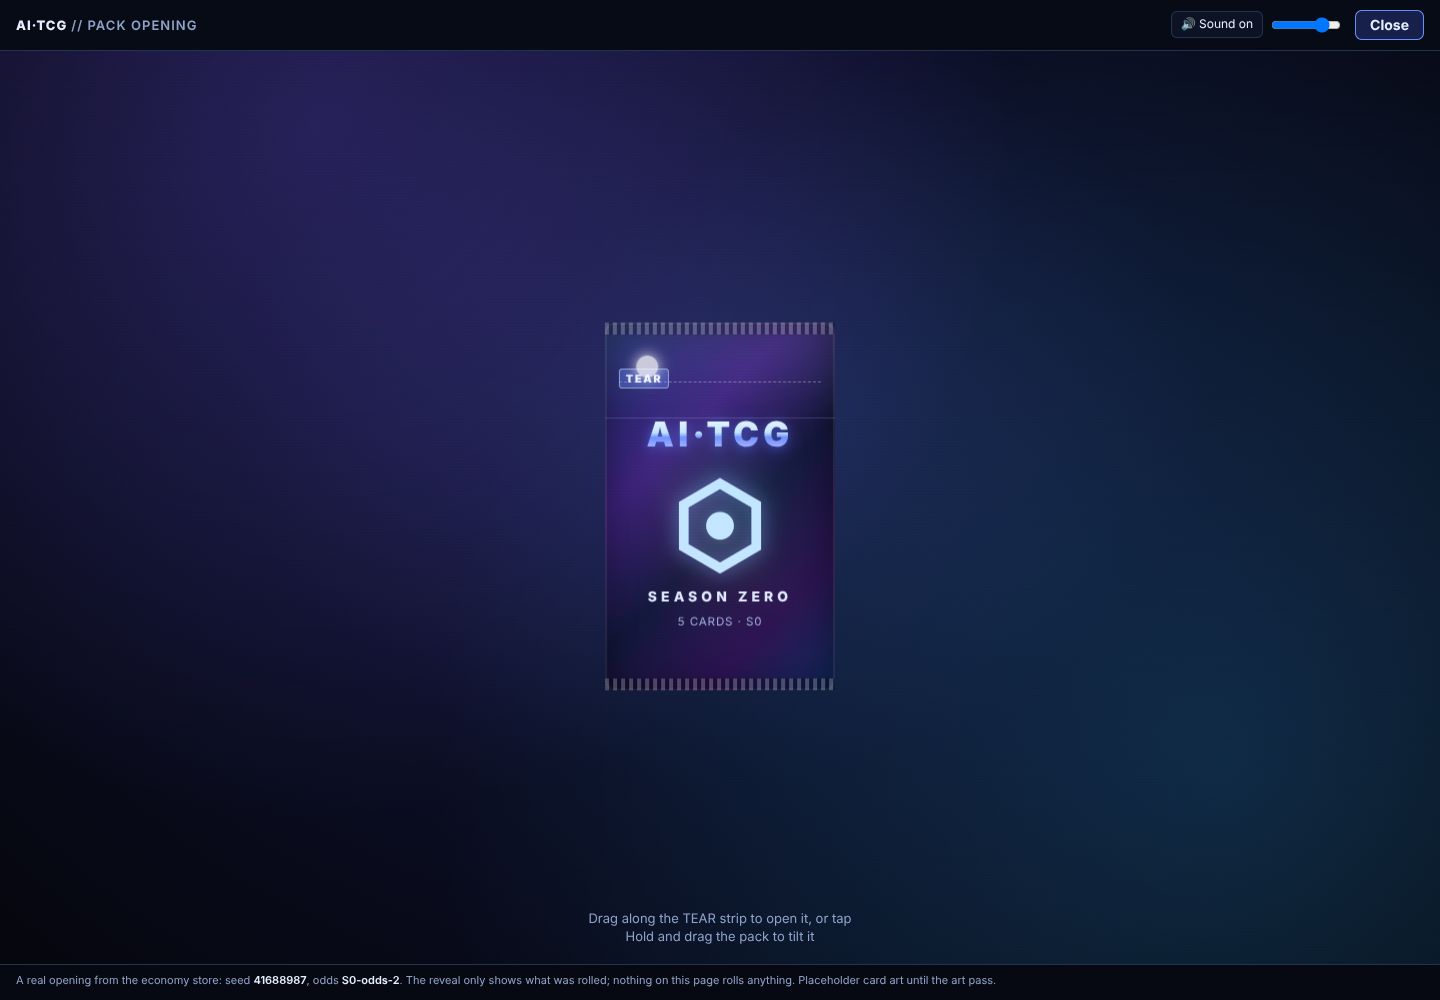 AI·TCG // PACK OPENING
🔊 Sound on
Close
TEAR
AI·TCG
SEASON ZERO
5 CARDS · S0
Drag along the TEAR strip to open it, or tap
Hold and drag the pack to tilt it
A real opening from the economy store: seed 41688987, odds S0-odds-2. The reveal only shows what was rolled; nothing on this page rolls anything. Placeholder card art until the art pass.